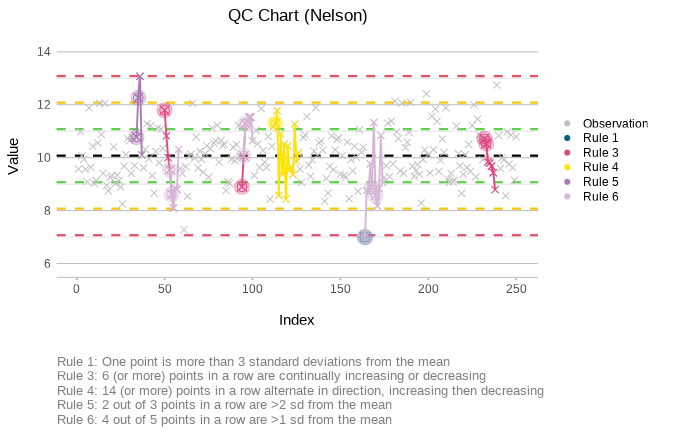 QC Chart (Nelson)
14
12
10
8
6
Value
0
50
100
150
200
250
Index
Observation
Rule 1
Rule 3
Rule 4
Rule 5
Rule 6
Rule 1: One point is more than 3 standard deviations from the mean
Rule 3: 6 (or more) points in a row are continually increasing or decreasing
Rule 4: 14 (or more) points in a row alternate in direction, increasing then decreasing
Rule 5: 2 out of 3 points in a row are >2 sd from the mean
Rule 6: 4 out of 5 points in a row are >1 sd from the mean